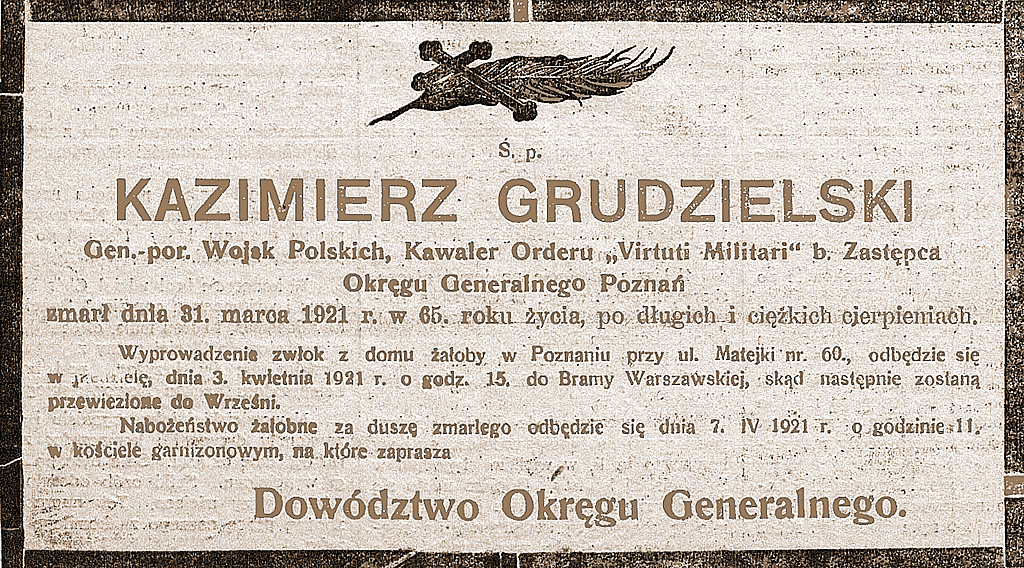 Ś. p.
KAZIMIERZ GRUDZIELSKI
Gen.-por. Wojsk Polskich, Kawaler Orderu „Virtuti Militari“ b. Zastępca
Okręgu Generalnego Poznań
zmarł dnia 31. marca 1921 r. w 65. roku życia, po długich i ciężkich cierpieniach.
Wyprowadzenie zwłok z domu żałoby w Poznaniu przy ul. Matejki nr. 60., odbędzie się
w dnia 3. kwietnia 1921 r. o godz. 15. do Bramy Warszawskiej, skąd następnie zostaną
przewiezione do Wrześni.
Nabożeństwo żałobne za duszę zmarłego odbędzie się dnia 7. IV 1921 r. o godzinie 11.
w kościele garnizonowym, na które zaprasza
Dowództwo Okręgu Generalnego.